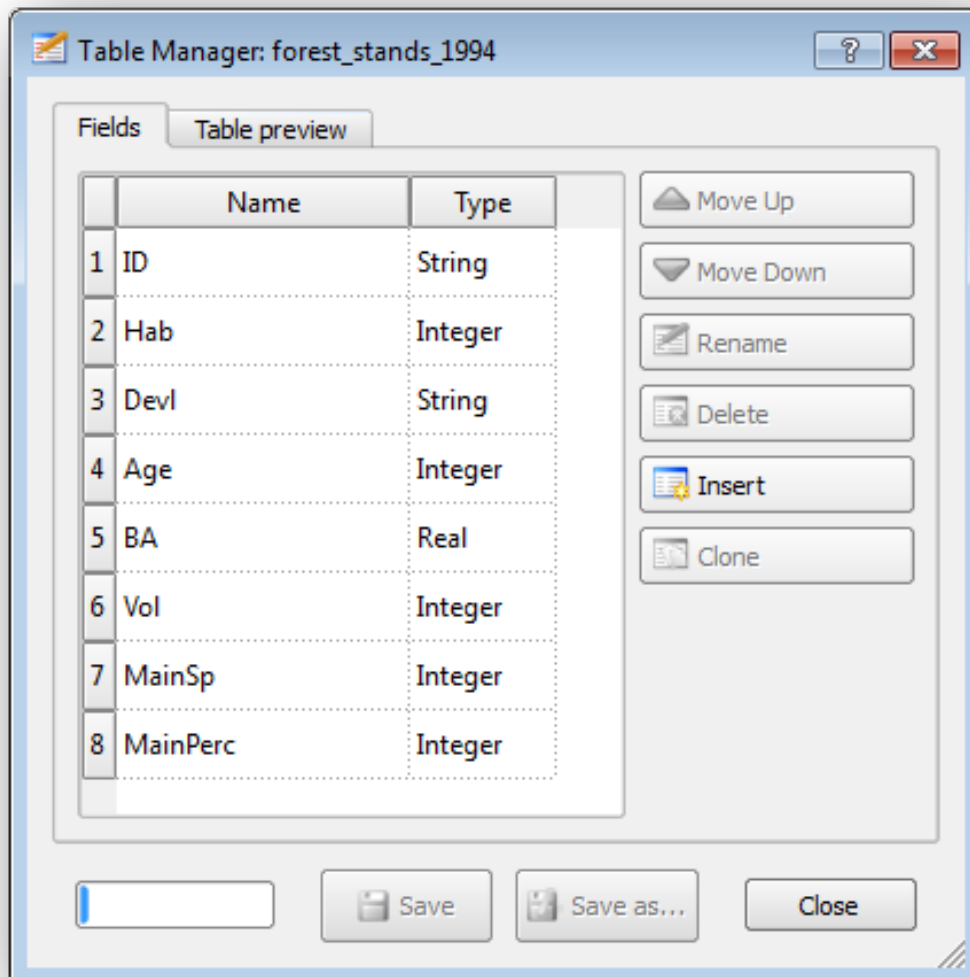 Table Manager: forest_stands_1994
?
Fields
Table preview
Name Type
1 ID String
2 Hab Integer
3 Devl String
4 Age Integer
5 BA Real
6 Vol Integer
7 MainSp Integer
8 MainPerc Integer
Move Up
Move Down
Rename
Delete
Insert
Clone
Save
Save as...
Close